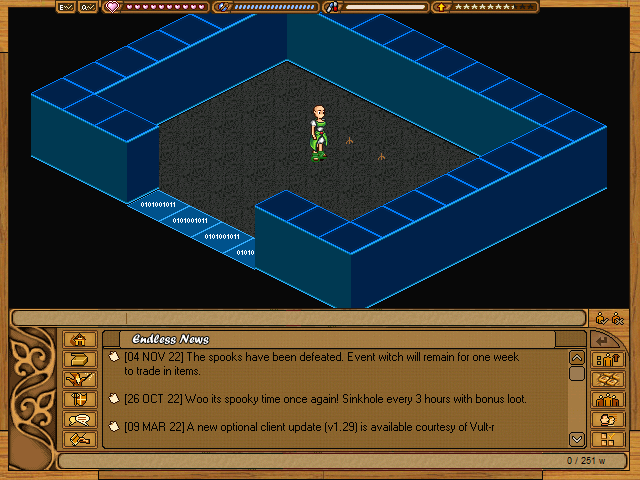 0101001011
0101001011
0101001011
01010
Endless News
[04 NOV 22] The spooks have been defeated. Event witch will remain for one week
to trade in items.
[26 OCT 22] Woo its spooky time once again! Sinkhole every 3 hours with bonus loot.
[09 MAR 22] A new optional client update (v1.29) is available courtesy of Vult-r
0 / 251 w